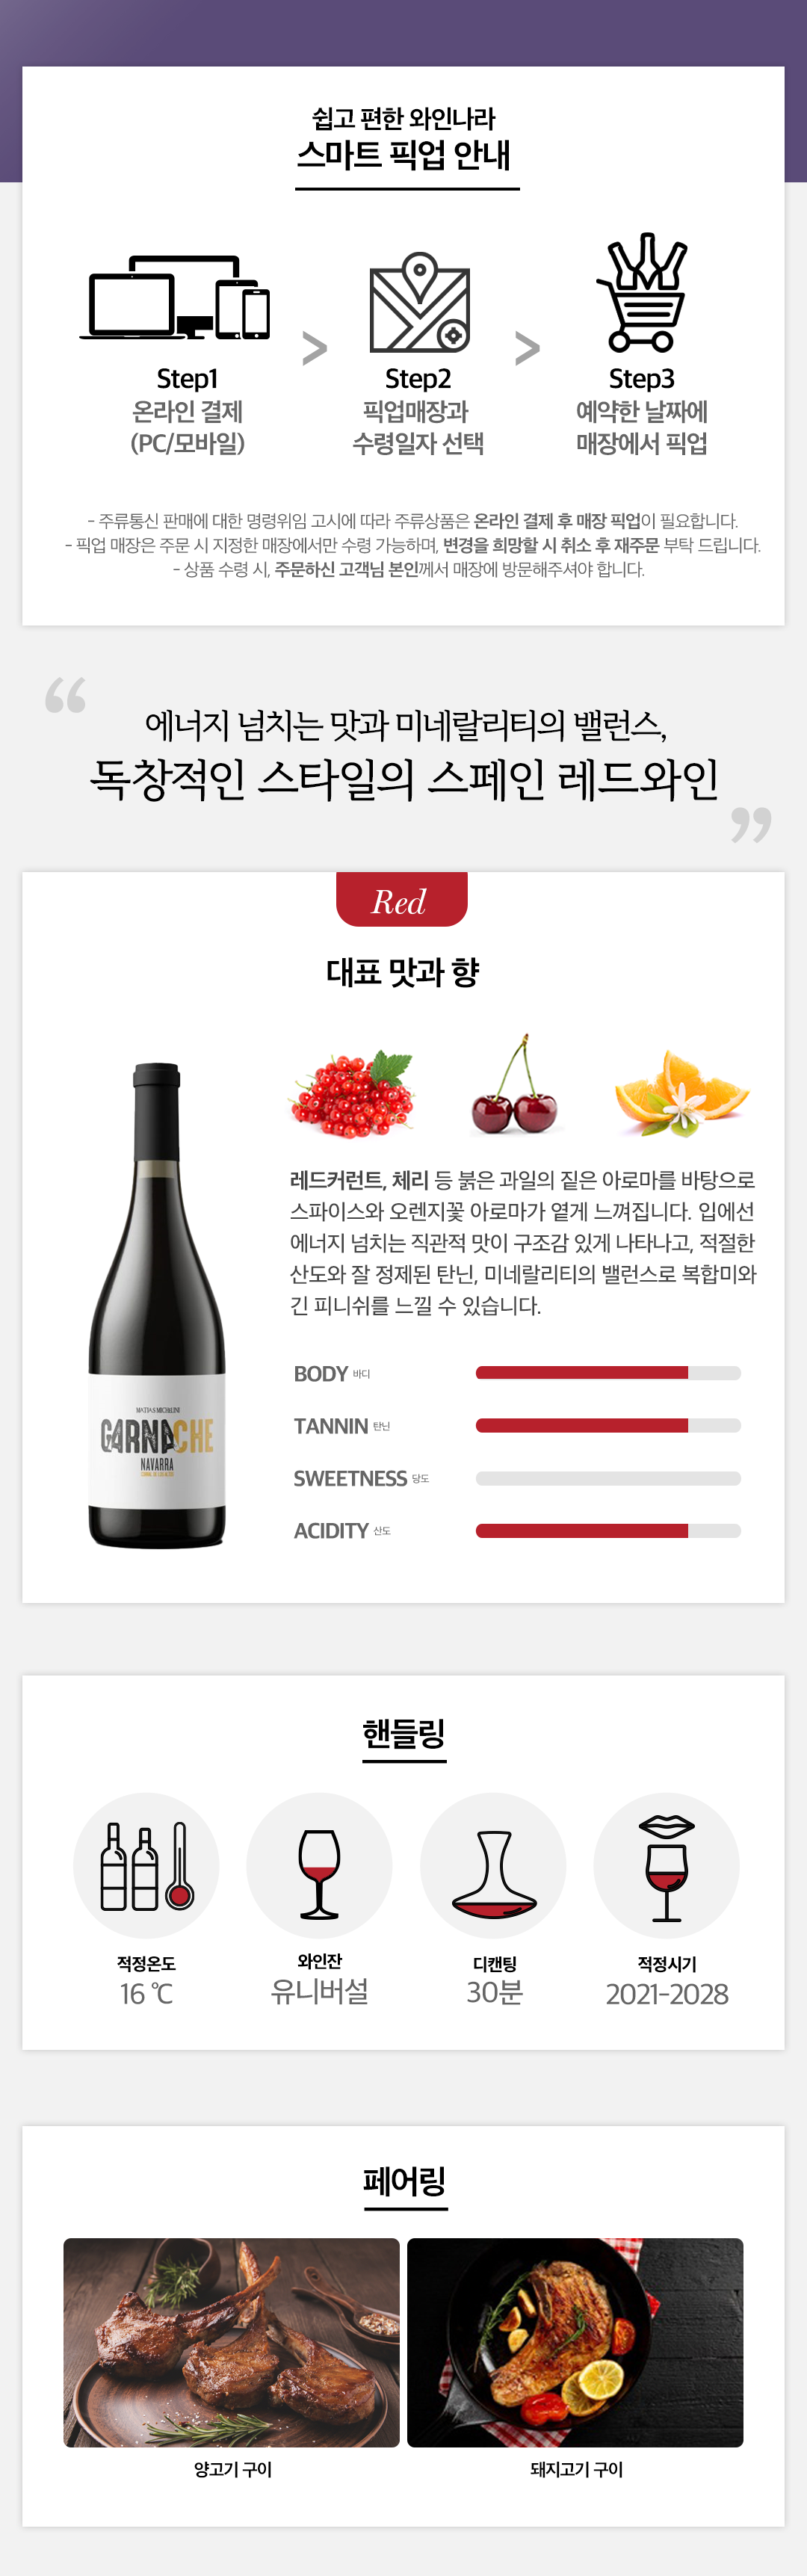 쉽고 편한 와인나라
스마트 픽업 안내
Step1
온라인 결제
(PC/모바일)
>
Step2
픽업매장과
수령일자 선택
>
Step3
예약한 날짜에
매장에서 픽업
- 주류통신 판매에 대한 명령위임 고시에 따라 주류상품은 온라인 결제 후 매장 픽업이 필요합니다.
- 픽업 매장은 주문 시 지정한 매장에서만 수령 가능하며, 변경을 희망할 시 취소 후 재주문 부탁 드립니다.
- 상품 수령 시, 주문하신 고객님 본인께서 매장에 방문해주셔야 합니다.
“
에너지 넘치는 맛과 미네랄리티의 밸런스,
독창적인 스타일의 스페인 레드와인
”
Red
대표 맛과 향
레드커런트, 체리 등 붉은 과일의 짙은 아로마를 바탕으로
스파이스와 오렌지꽃 아로마가 옅게 느껴집니다. 입에선
에너지 넘치는 직관적 맛이 구조감 있게 나타나고, 적절한
산도와 잘 정제된 탄닌, 미네랄리티의 밸런스로 복합미와
긴 피니쉬를 느낄 수 있습니다.
MATIAS MICHELINI
GARNACHE
NAVARRA
BODY 바디
TANNIN 탄닌
SWEETNESS 당도
ACIDITY 산도
핸들링
적정온도
16 ℃
와인잔
유니버설
디캔팅
30분
적정시기
2021-2028
페어링
양고기 구이
돼지고기 구이